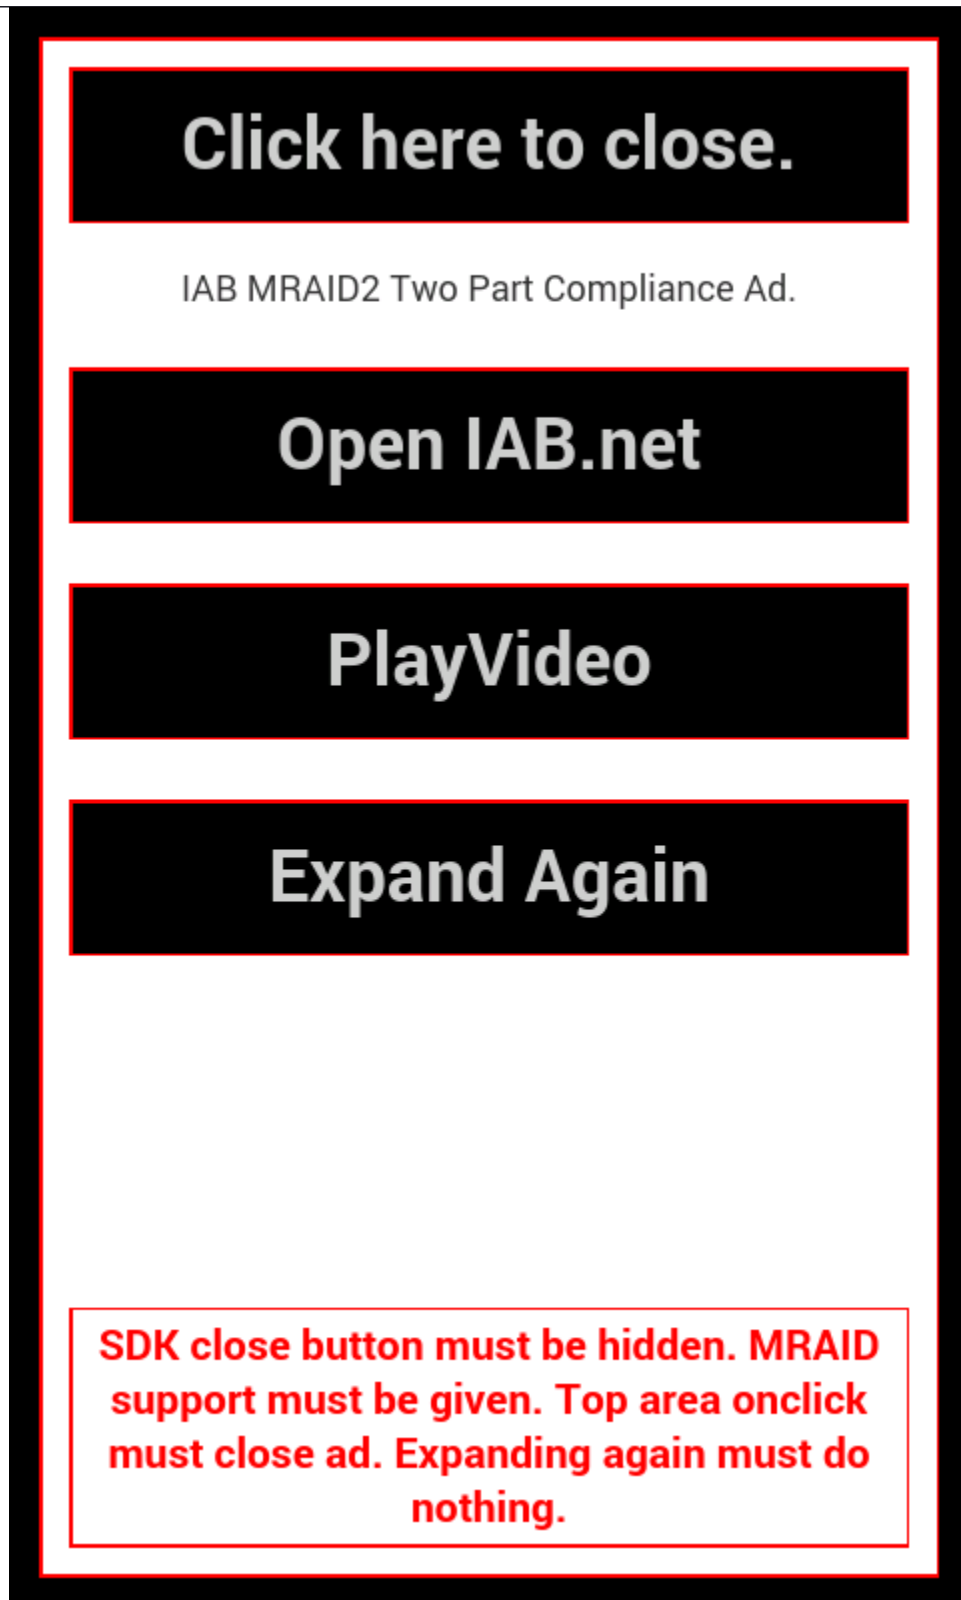 Click here to close.
IAB MRAID2 Two Part Compliance Ad.
Open IAB.net
PlayVideo
Expand Again
SDK close button must be hidden. MRAID
support must be given. Top area onclick
must close ad. Expanding again must do
nothing.